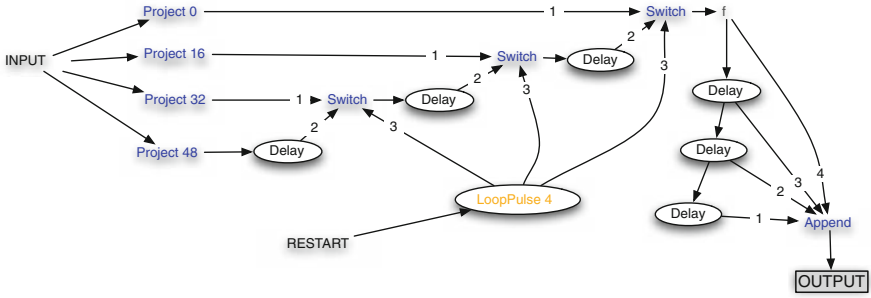 Project 0
1
Switch
f
INPUT
Project 16
1
Switch
2
Delay
3
Project 32
1
Switch
Delay
2
3
Delay
Project 48
Delay
2
3
Delay
LoopPulse 4
2
3
4
Delay
1
Append
RESTART
OUTPUT